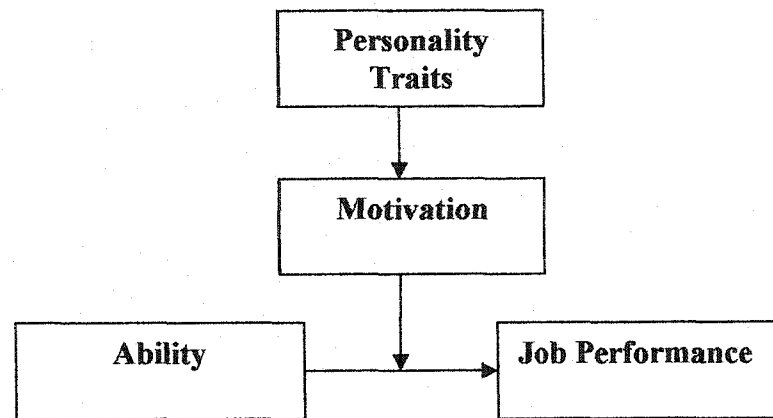 Personality
Traits
Motivation
Ability
Job Performance